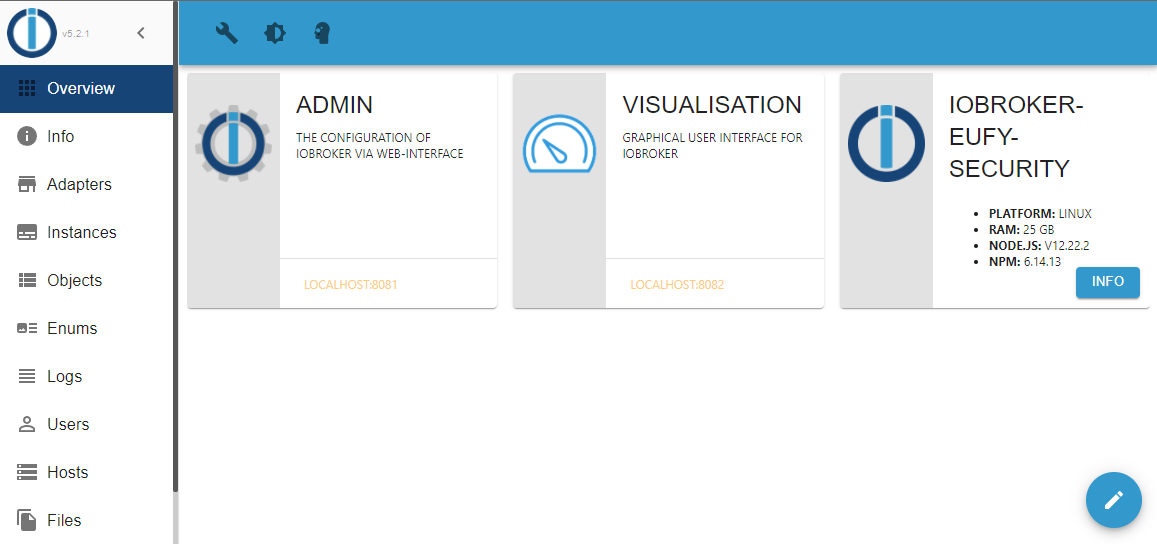 v5.2.1
Overview
Info
Adapters
Instances
Objects
Enums
Logs
Users
Hosts
Files
ADMIN
THE CONFIGURATION OF
IOBROKER VIA WEB-INTERFACE
LOCALHOST:8081
VISUALISATION
GRAPHICAL USER INTERFACE FOR
IOBROKER
LOCALHOST:8082
IOBROKER-
EUFY-
SECURITY
PLATFORM: LINUX
RAM: 25 GB
NODE.JS: V12.22.2
NPM: 6.14.13
INFO